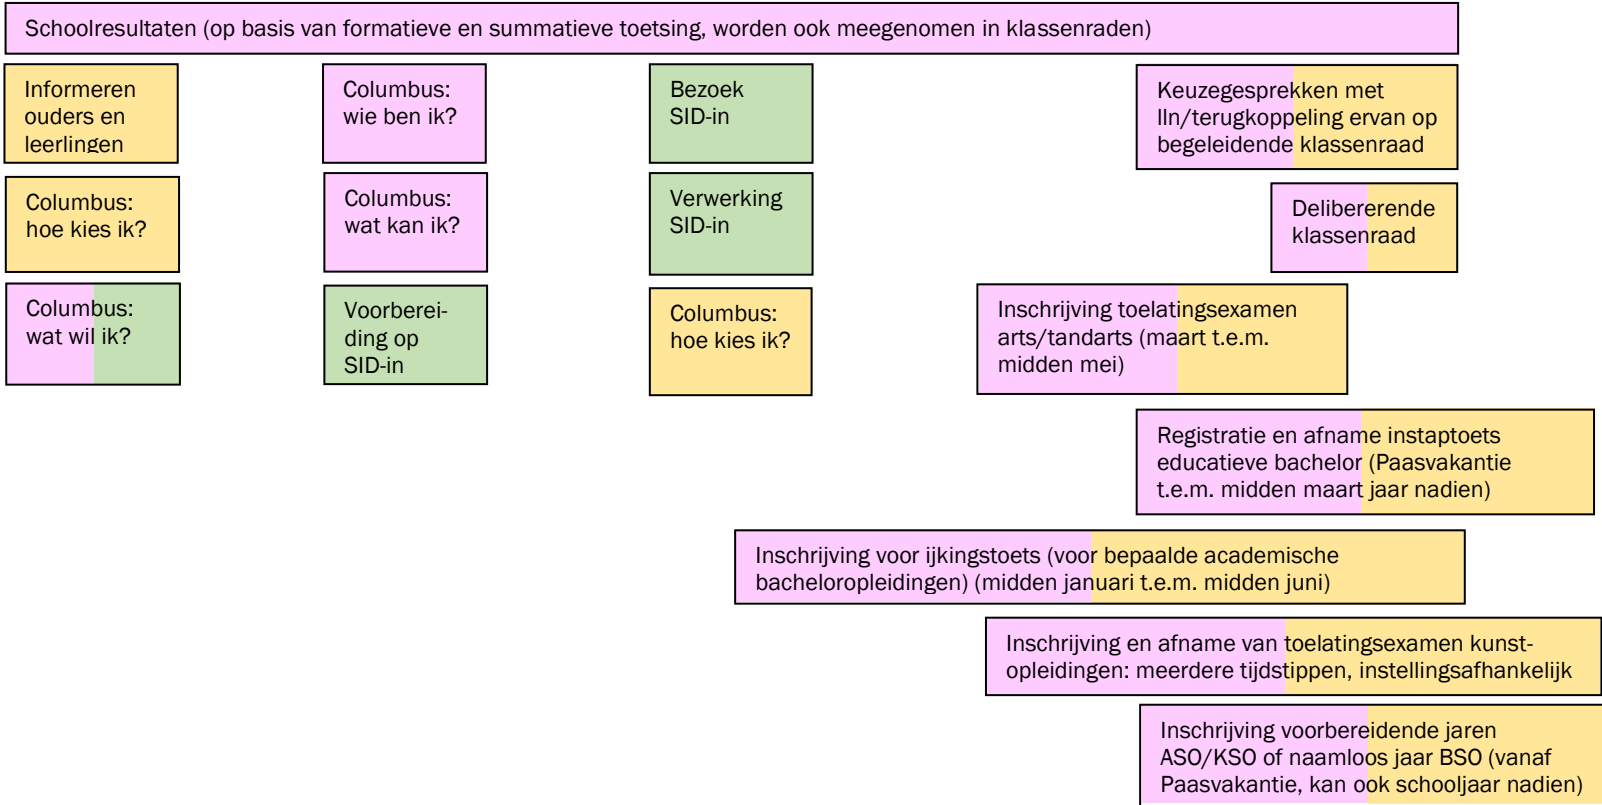 Schoolresultaten (op basis van formatieve en summatieve toetsing, worden ook meegenomen in klassenraden)
Informeren
ouders en
leerlingen
Columbus:
wie ben ik?
Bezoek
SID-in
Keuzegesprekken met
lln/terugkoppeling ervan op
begeleidende klassenraad
Columbus:
hoe kies ik?
Columbus:
wat kan ik?
Verwerking
SID-in
Delibererende
klassenraad
Columbus:
wat wil ik?
Voorberei-
ding op
SID-in
Columbus:
hoe kies ik?
Inschrijving toelatingsexamen
arts/tandarts (maart t.e.m.
midden mei)
Registratie en afname instaptoets
educatieve bachelor (Paasvakantie
t.e.m. midden maart jaar nadien)
Inschrijving voor ijkingstoets (voor bepaalde academische
bacheloropleidingen) (midden januari t.e.m. midden juni)
Inschrijving en afname van toelatingsexamen kunst-
opleidingen: meerdere tijdstippen, instellingsafhankelijk
Inschrijving voorbereidende jaren
ASO/KSO of naamloos jaar BSO (vanaf
Paasvakantie, kan ook schooljaar nadien)